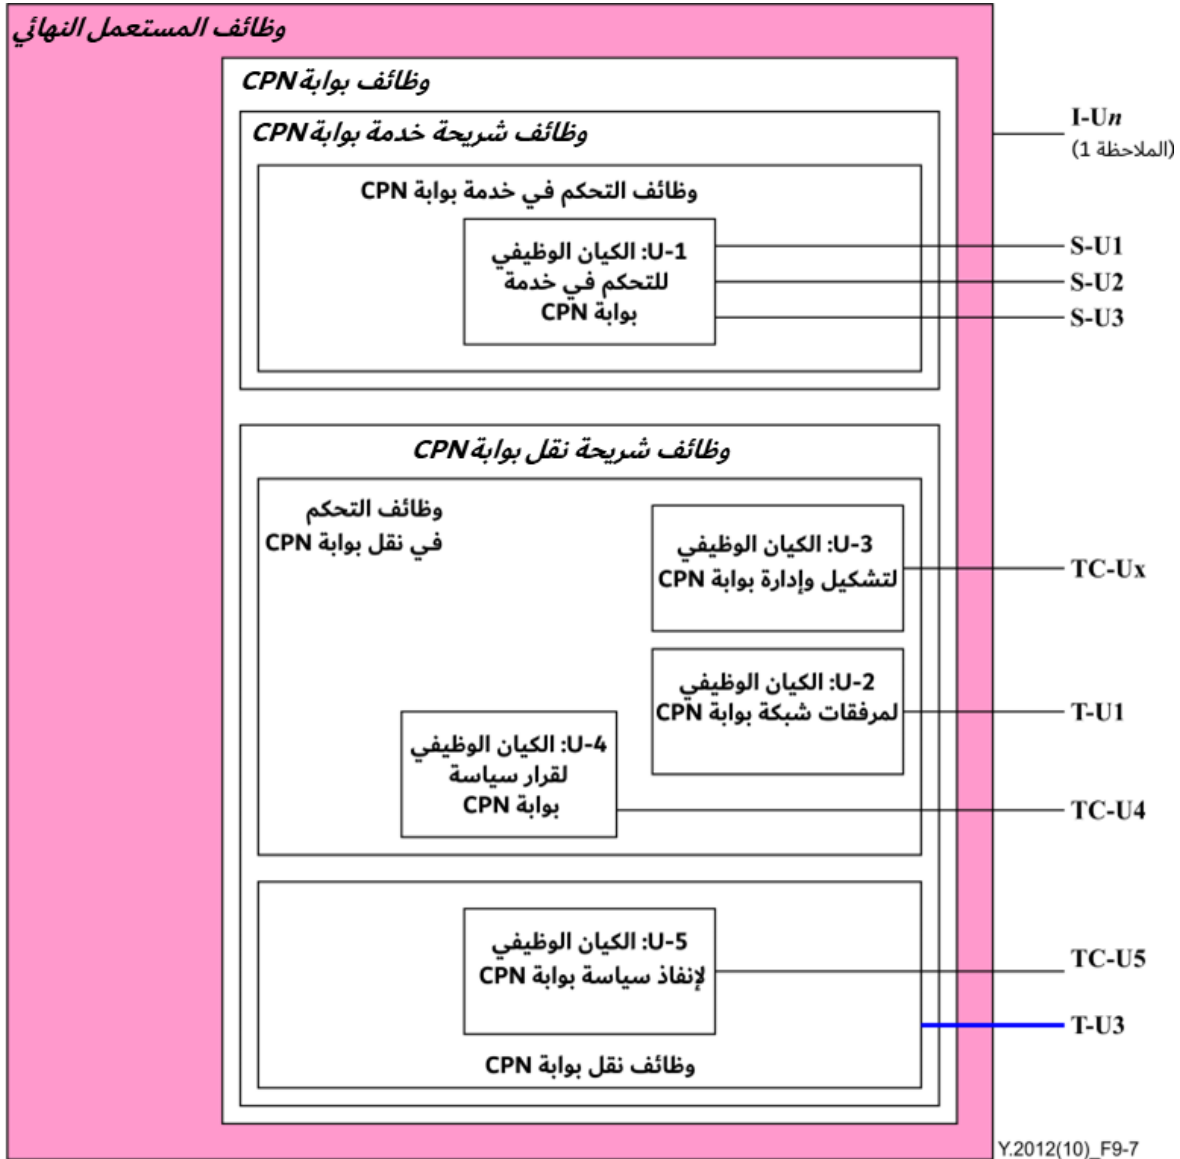 وظائف المستعمل النهائي
وظائف بوابة CPN
وظائف شريحة خدمة بوابة CPN
I-Un
(الملاحظة 1)
وظائف التحكم في خدمة بوابة CPN
U-1: الكيان الوظيفي
للتحكم في خدمة
بوابة CPN
S-U1
S-U2
S-U3
وظائف شريحة نقل بوابة CPN
وظائف التحكم
في نقل بوابة CPN
U-3: الكيان الوظيفي
لتشكيل وإدارة بوابة CPN
TC-Ux
U-2: الكيان الوظيفي
لمرفقات شبكة بوابة CPN
T-U1
U-4: الكيان الوظيفي
لقرار سياسة
بوابة CPN
TC-U4
U-5: الكيان الوظيفي
لإنفاذ سياسة بوابة CPN
TC-U5
T-U3
وظائف نقل بوابة CPN
Y.2012(10)_F9-7